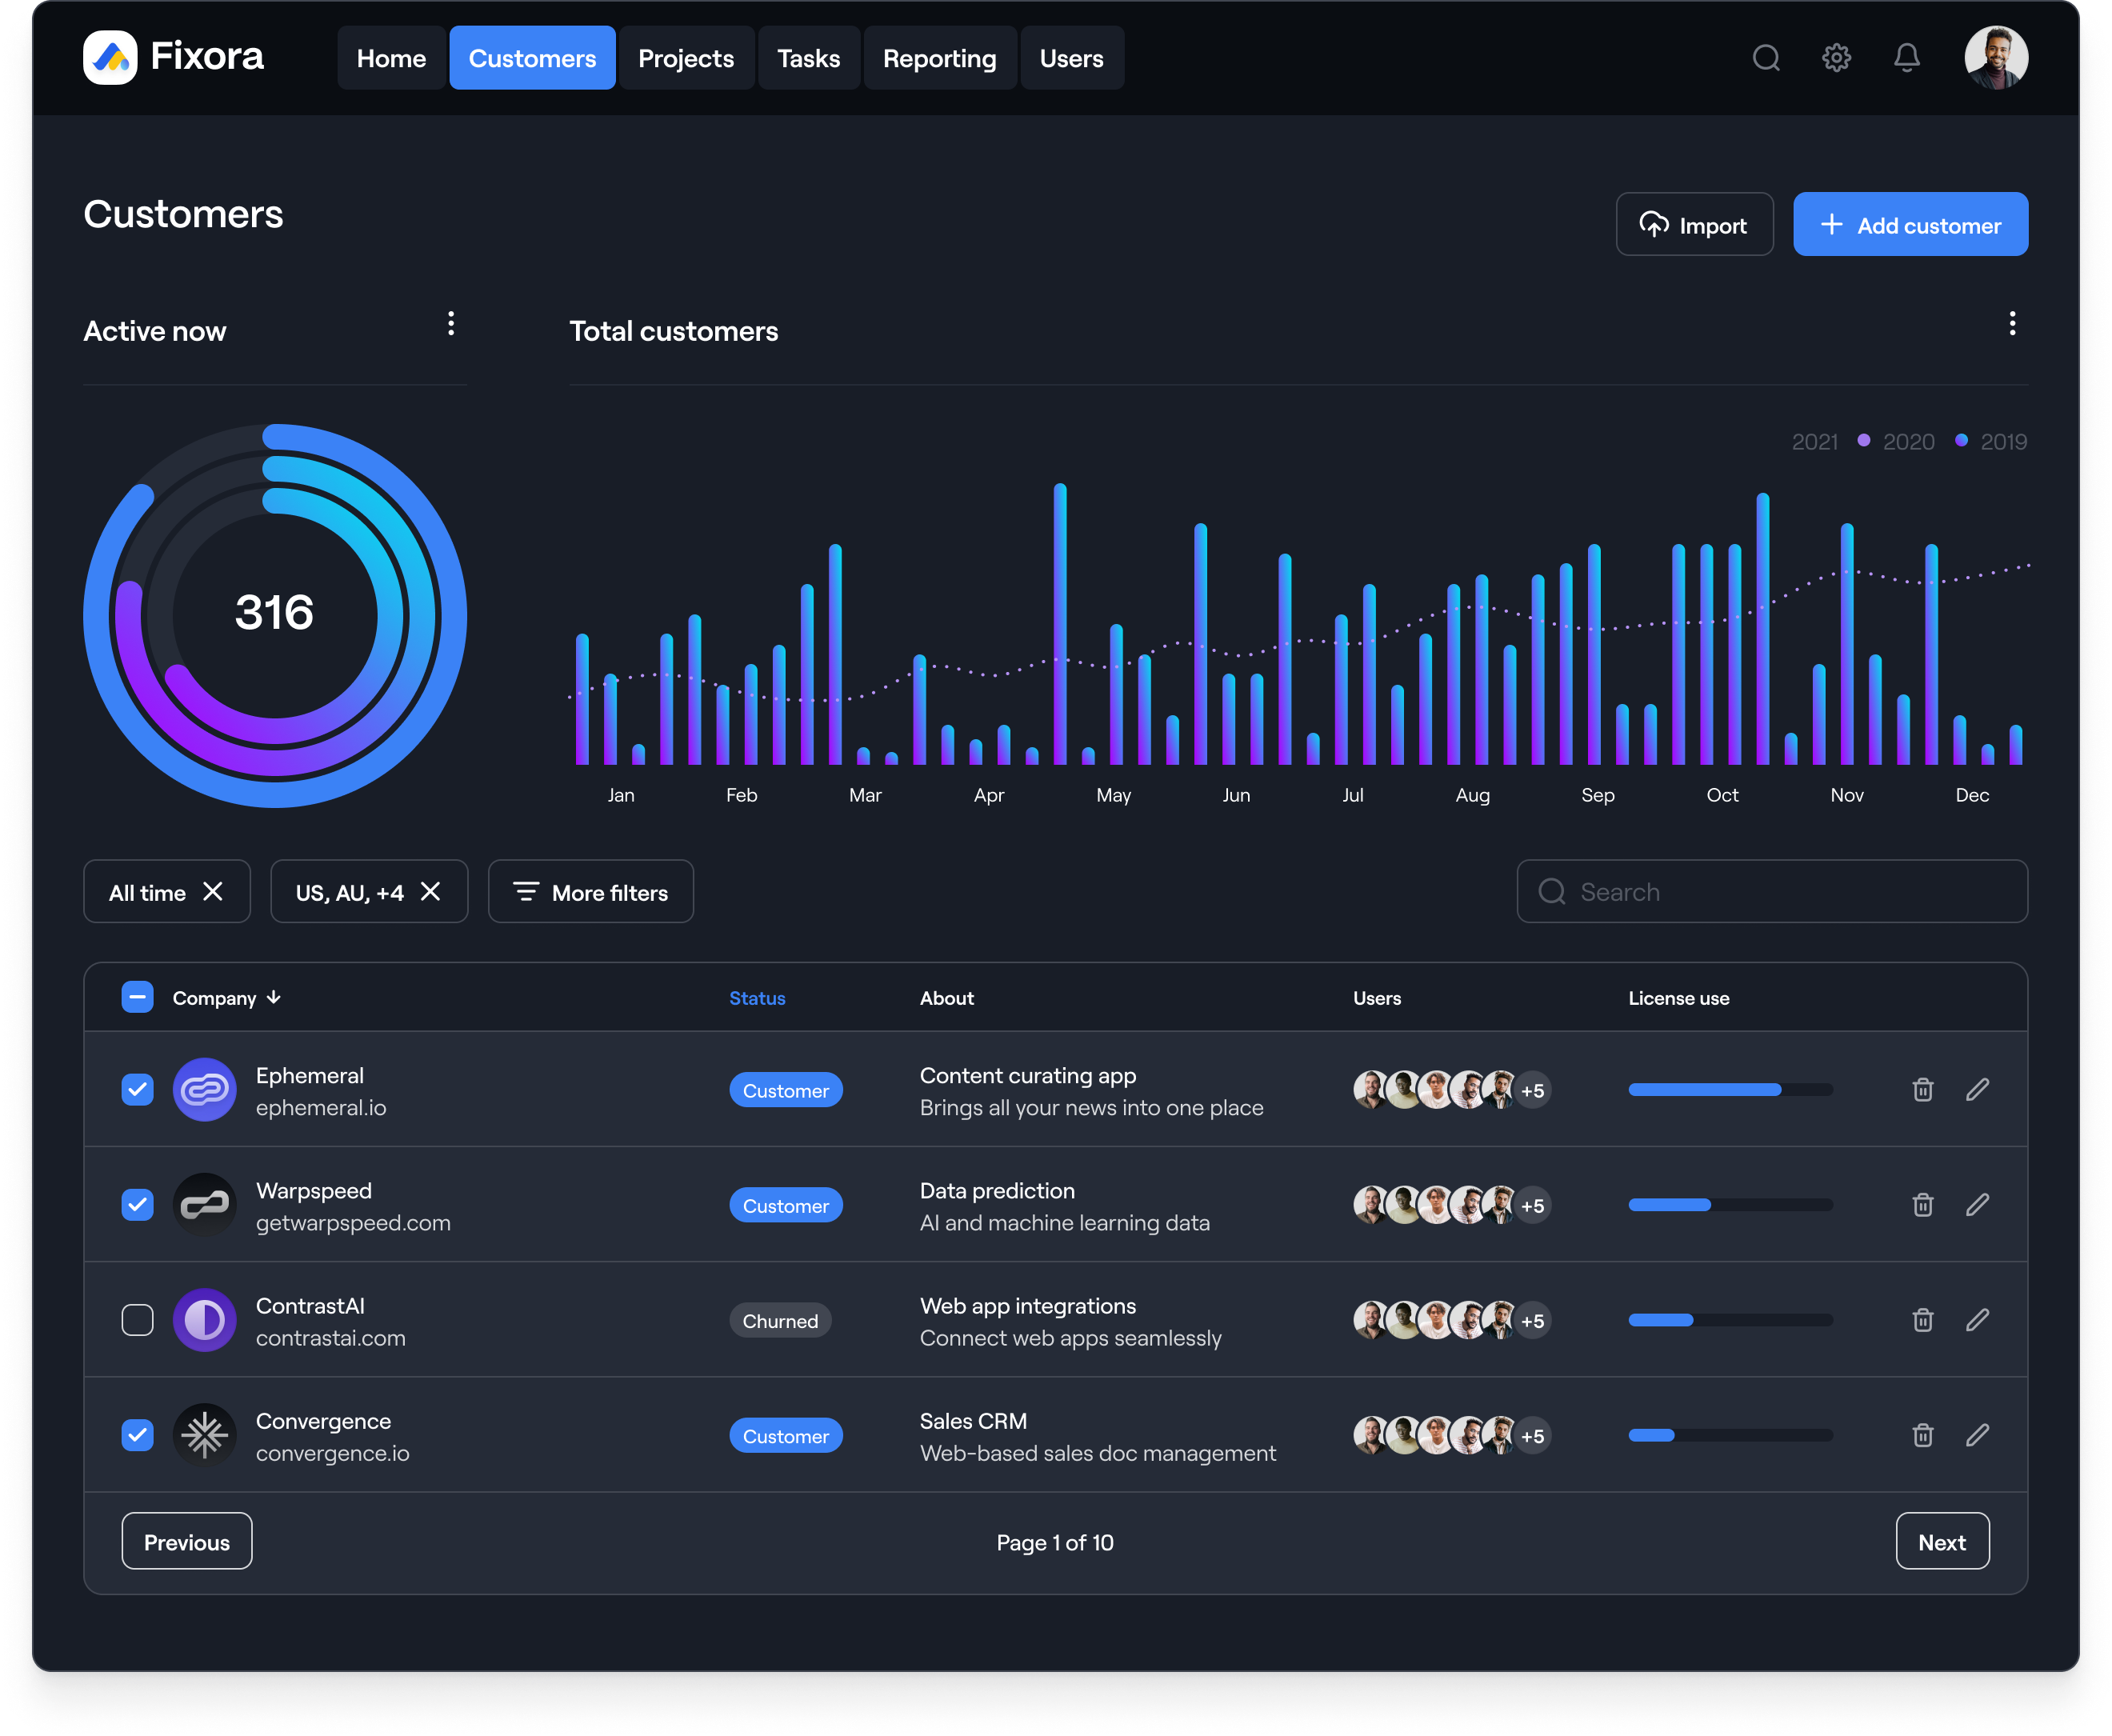 Fixora
Home
Customers
Projects
Tasks
Reporting
Users
Customers
Import
Add customer
Active now
Total customers
2021
2020
2019
316
Jan
Feb
Mar
Apr
May
Jun
Jul
Aug
Sep
Oct
Nov
Dec
All time
US, AU, +4
More filters
Search
Company
Status
About
Users
License use
Ephemeral
ephemeral.io
Customer
Content curating app
Brings all your news into one place
+5
Warpspeed
getwarpspeed.com
Customer
Data prediction
AI and machine learning data
+5
ContrastAI
contrastai.com
Churned
Web app integrations
Connect web apps seamlessly
+5
Convergence
convergence.io
Customer
Sales CRM
Web-based sales doc management
+5
Previous
Page 1 of 10
Next